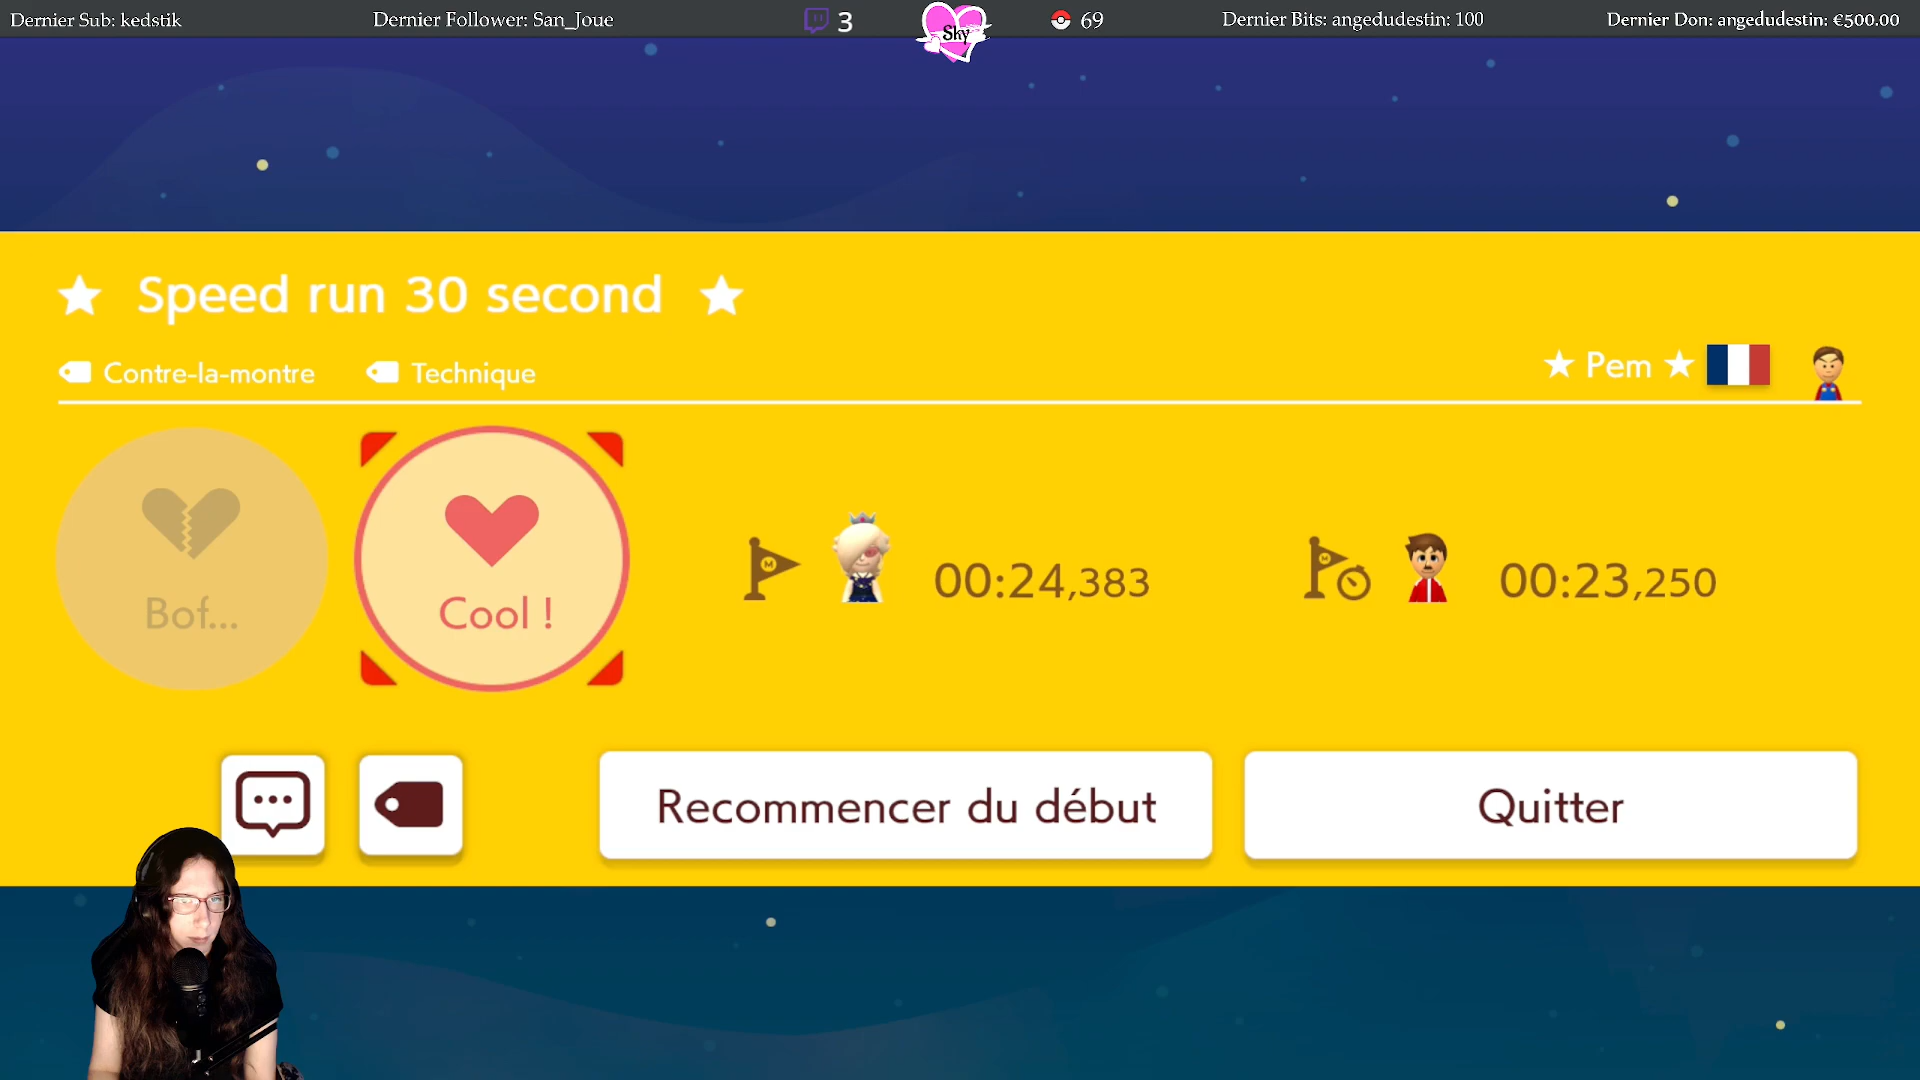 Dernier Sub: kedstik
Dernier Follower: San_Joue
3
Sky
69
Dernier Bits: angedudestin: 100
Dernier Don: angedudestin: €500.00
Speed run 30 second
Contre-la-montre
Technique
Pem
Bof...
Cool !
M
00:24,383
M
00:23,250
Recommencer du début
Quitter